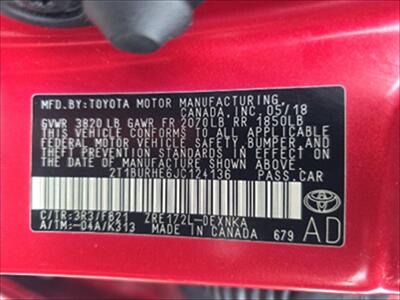 MFD.BY:TOYOTA MOTOR MANUFACTURING
CANADA, INC. 05/18
GVWR 3820 LB GAWR FR 2070LB RR 1850LB
THIS VEHICLE CONFORMS TO ALL APPLICABLE
FEDERAL MOTOR VEHICLE SAFETY, BUMPER, AND
THEFT PREVENTION STANDARDS IN EFFECT ON THE
DATE OF MANUFACTURE SHOWN ABOVE.
2T1BURHE6JC124136 PASS.CAR
C/TR:3R3/FB21 ZRE172L-DEXNKA
A/TM:-04A/K313 MADE IN CANADA 679
TOYOTA
AD